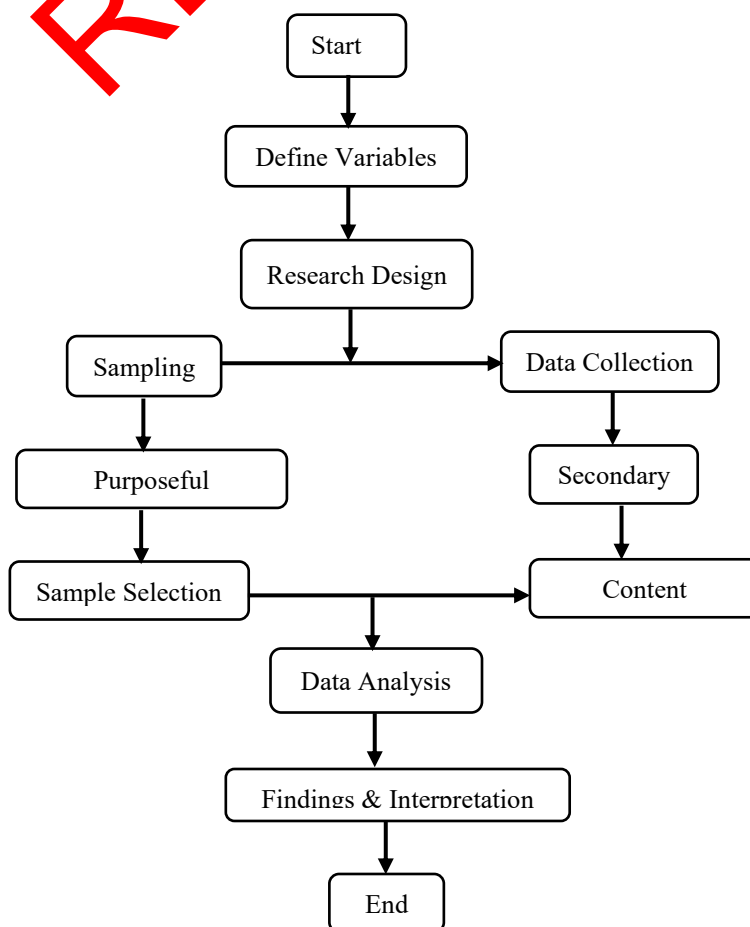 Start
Define Variables
Research Design
Sampling
Data Collection
Purposeful
Secondary
Sample Selection
Content
Data Analysis
Findings & Interpretation
End